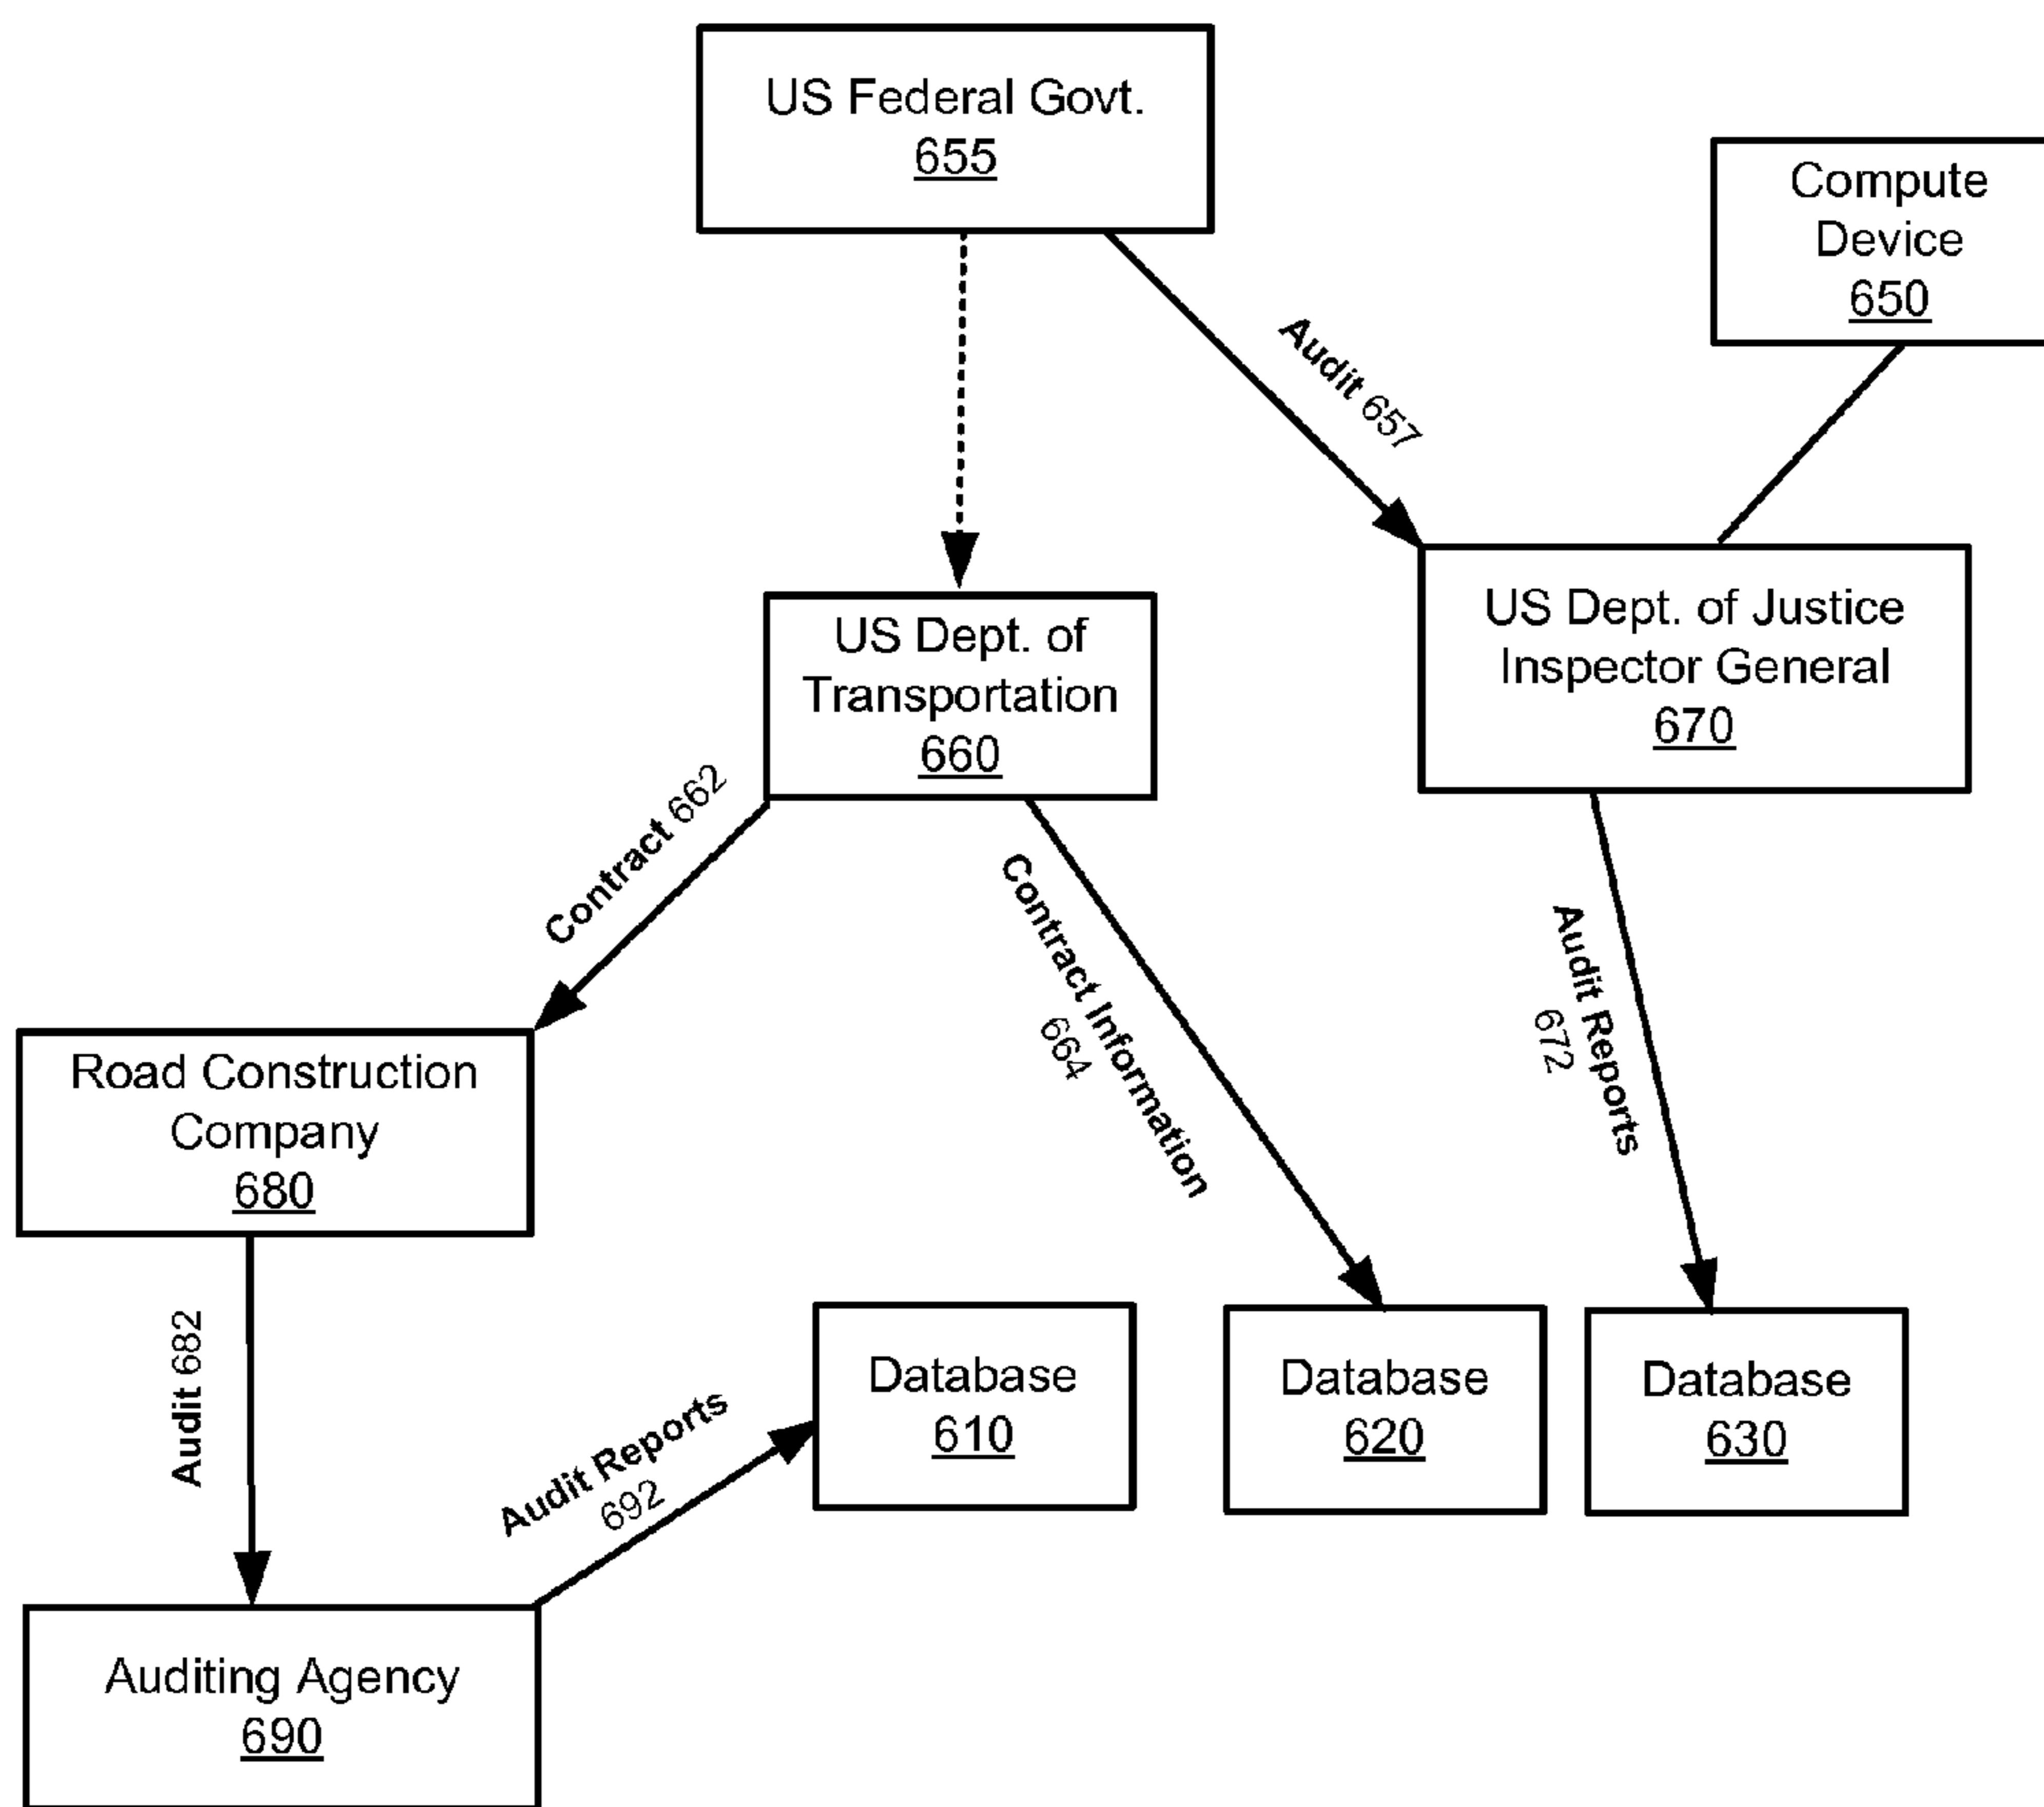 US Federal Govt.
655
Compute
Device
650
Audit 657
US Dept. of
Transportation
660
US Dept. of Justice
Inspector General
670
Contract 662
Contract Information
664
Audit Reports
672
Road Construction
Company
680
Audit 682
Audit Reports
692
Database
610
Database
620
Database
630
Auditing Agency
690